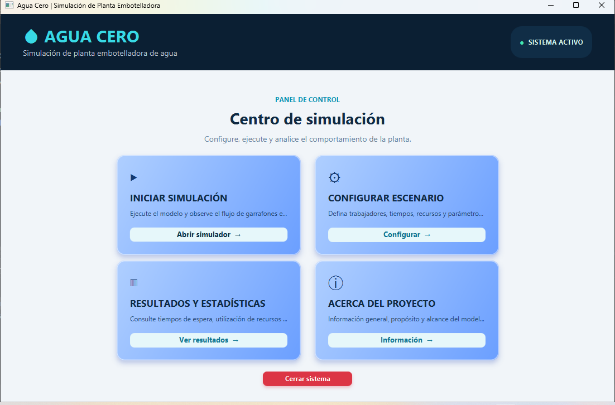 Agua Cero | Simulación de Planta Embotelladora
AGUA CERO
Simulación de planta embotelladora de agua
● SISTEMA ACTIVO
PANEL DE CONTROL
Centro de simulación
Configure, ejecute y analice el comportamiento de la planta.
INICIAR SIMULACIÓN
Ejecute el modelo y observe el flujo de garrafones e...
Abrir simulador →
CONFIGURAR ESCENARIO
Defina trabajadores, tiempos, recursos y parámetro...
Configurar →
RESULTADOS Y ESTADÍSTICAS
Consulte tiempos de espera, utilización de recursos ...
Ver resultados →
ACERCA DEL PROYECTO
Información general, propósito y alcance del model...
Información →
Cerrar sistema